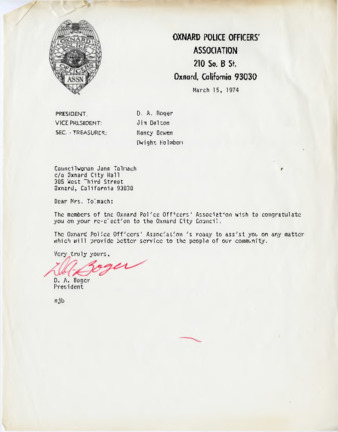 OXNARD POLICE OFFICERS'
ASSOCIATION
210 So. B St.
Oxnard, California 93030
OXNARD
ASSN
March 15, 1974
PRESIDENT: D. A. Boger
VICE PRESIDENT: Jim Dalton
SEC. - TREASURER: Nancy Bowen
Dwight Holmban
Councilwoman Jane Tolmach
c/o Oxnard City Hall
305 West Third Street
Oxnard, California 93030
Dear Mrs. Tolmach:
The members of the Oxnard Police Officers' Association wish to congratulate
you on your re-election to the Oxnard City Council.
The Oxnard Police Officers' Association is ready to assist you on any matter
which will provide better service to the people of our community.
Very truly yours,
D. A. Boger
D. A. Boger
President